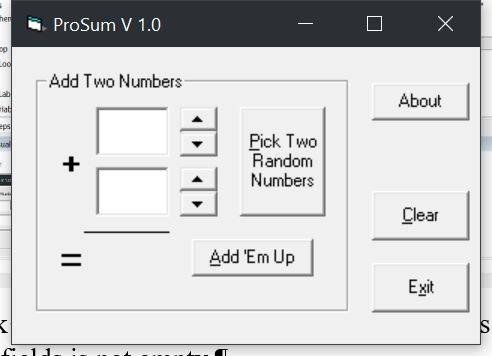 ProSum V 1.0
Add Two Numbers
+
=
Pick Two
Random
Numbers
Add 'Em Up
About
Clear
Exit
fields is not empty.¶